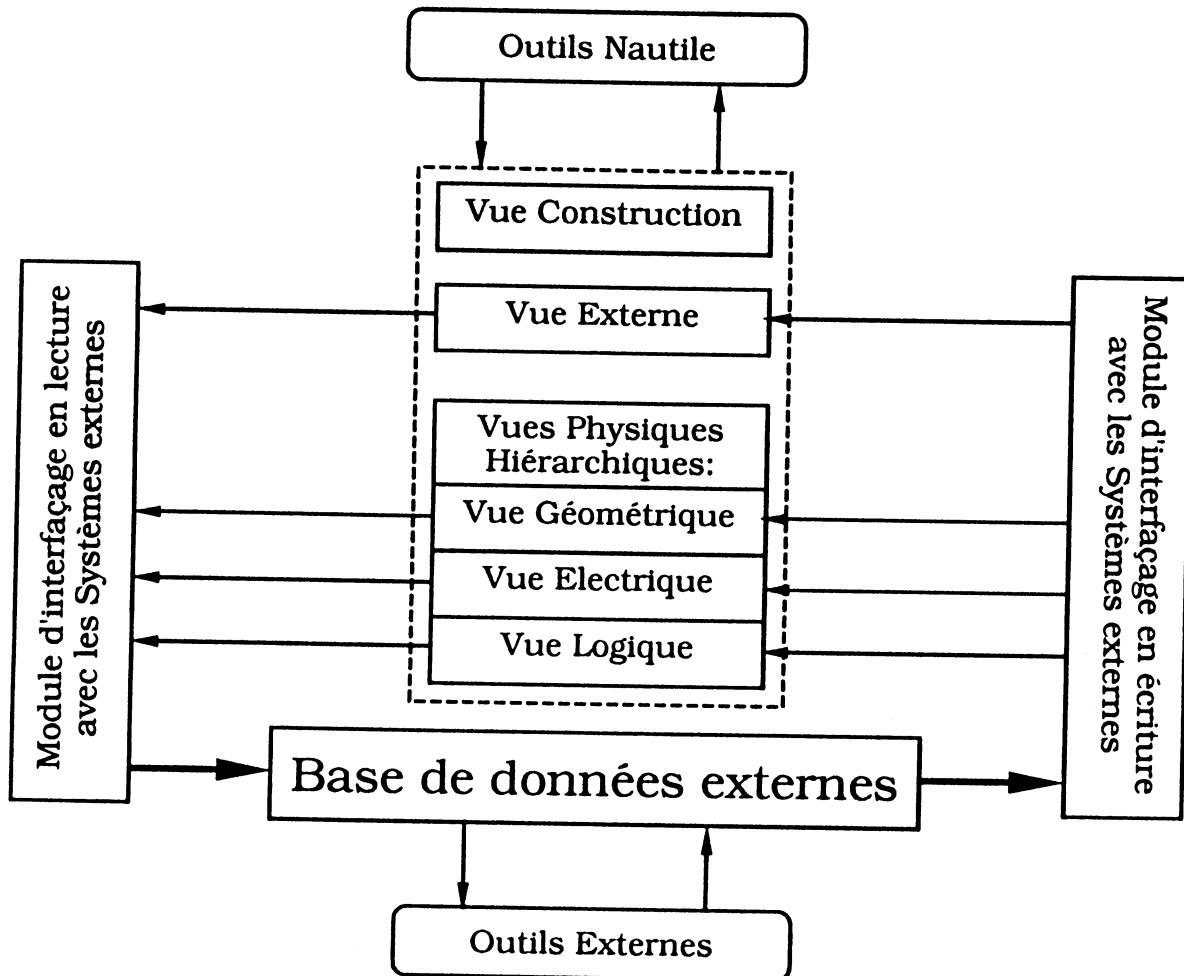 Outils Nautile
Vue Construction
Vue Externe
Vues Physiques
Hiérarchiques:
Vue Géométrique
Vue Electrique
Vue Logique
Module d'interfaçage en lecture
avec les Systèmes externes
Module d'interfaçage en écriture
avec les Systèmes externes
Base de données externes
Outils Externes